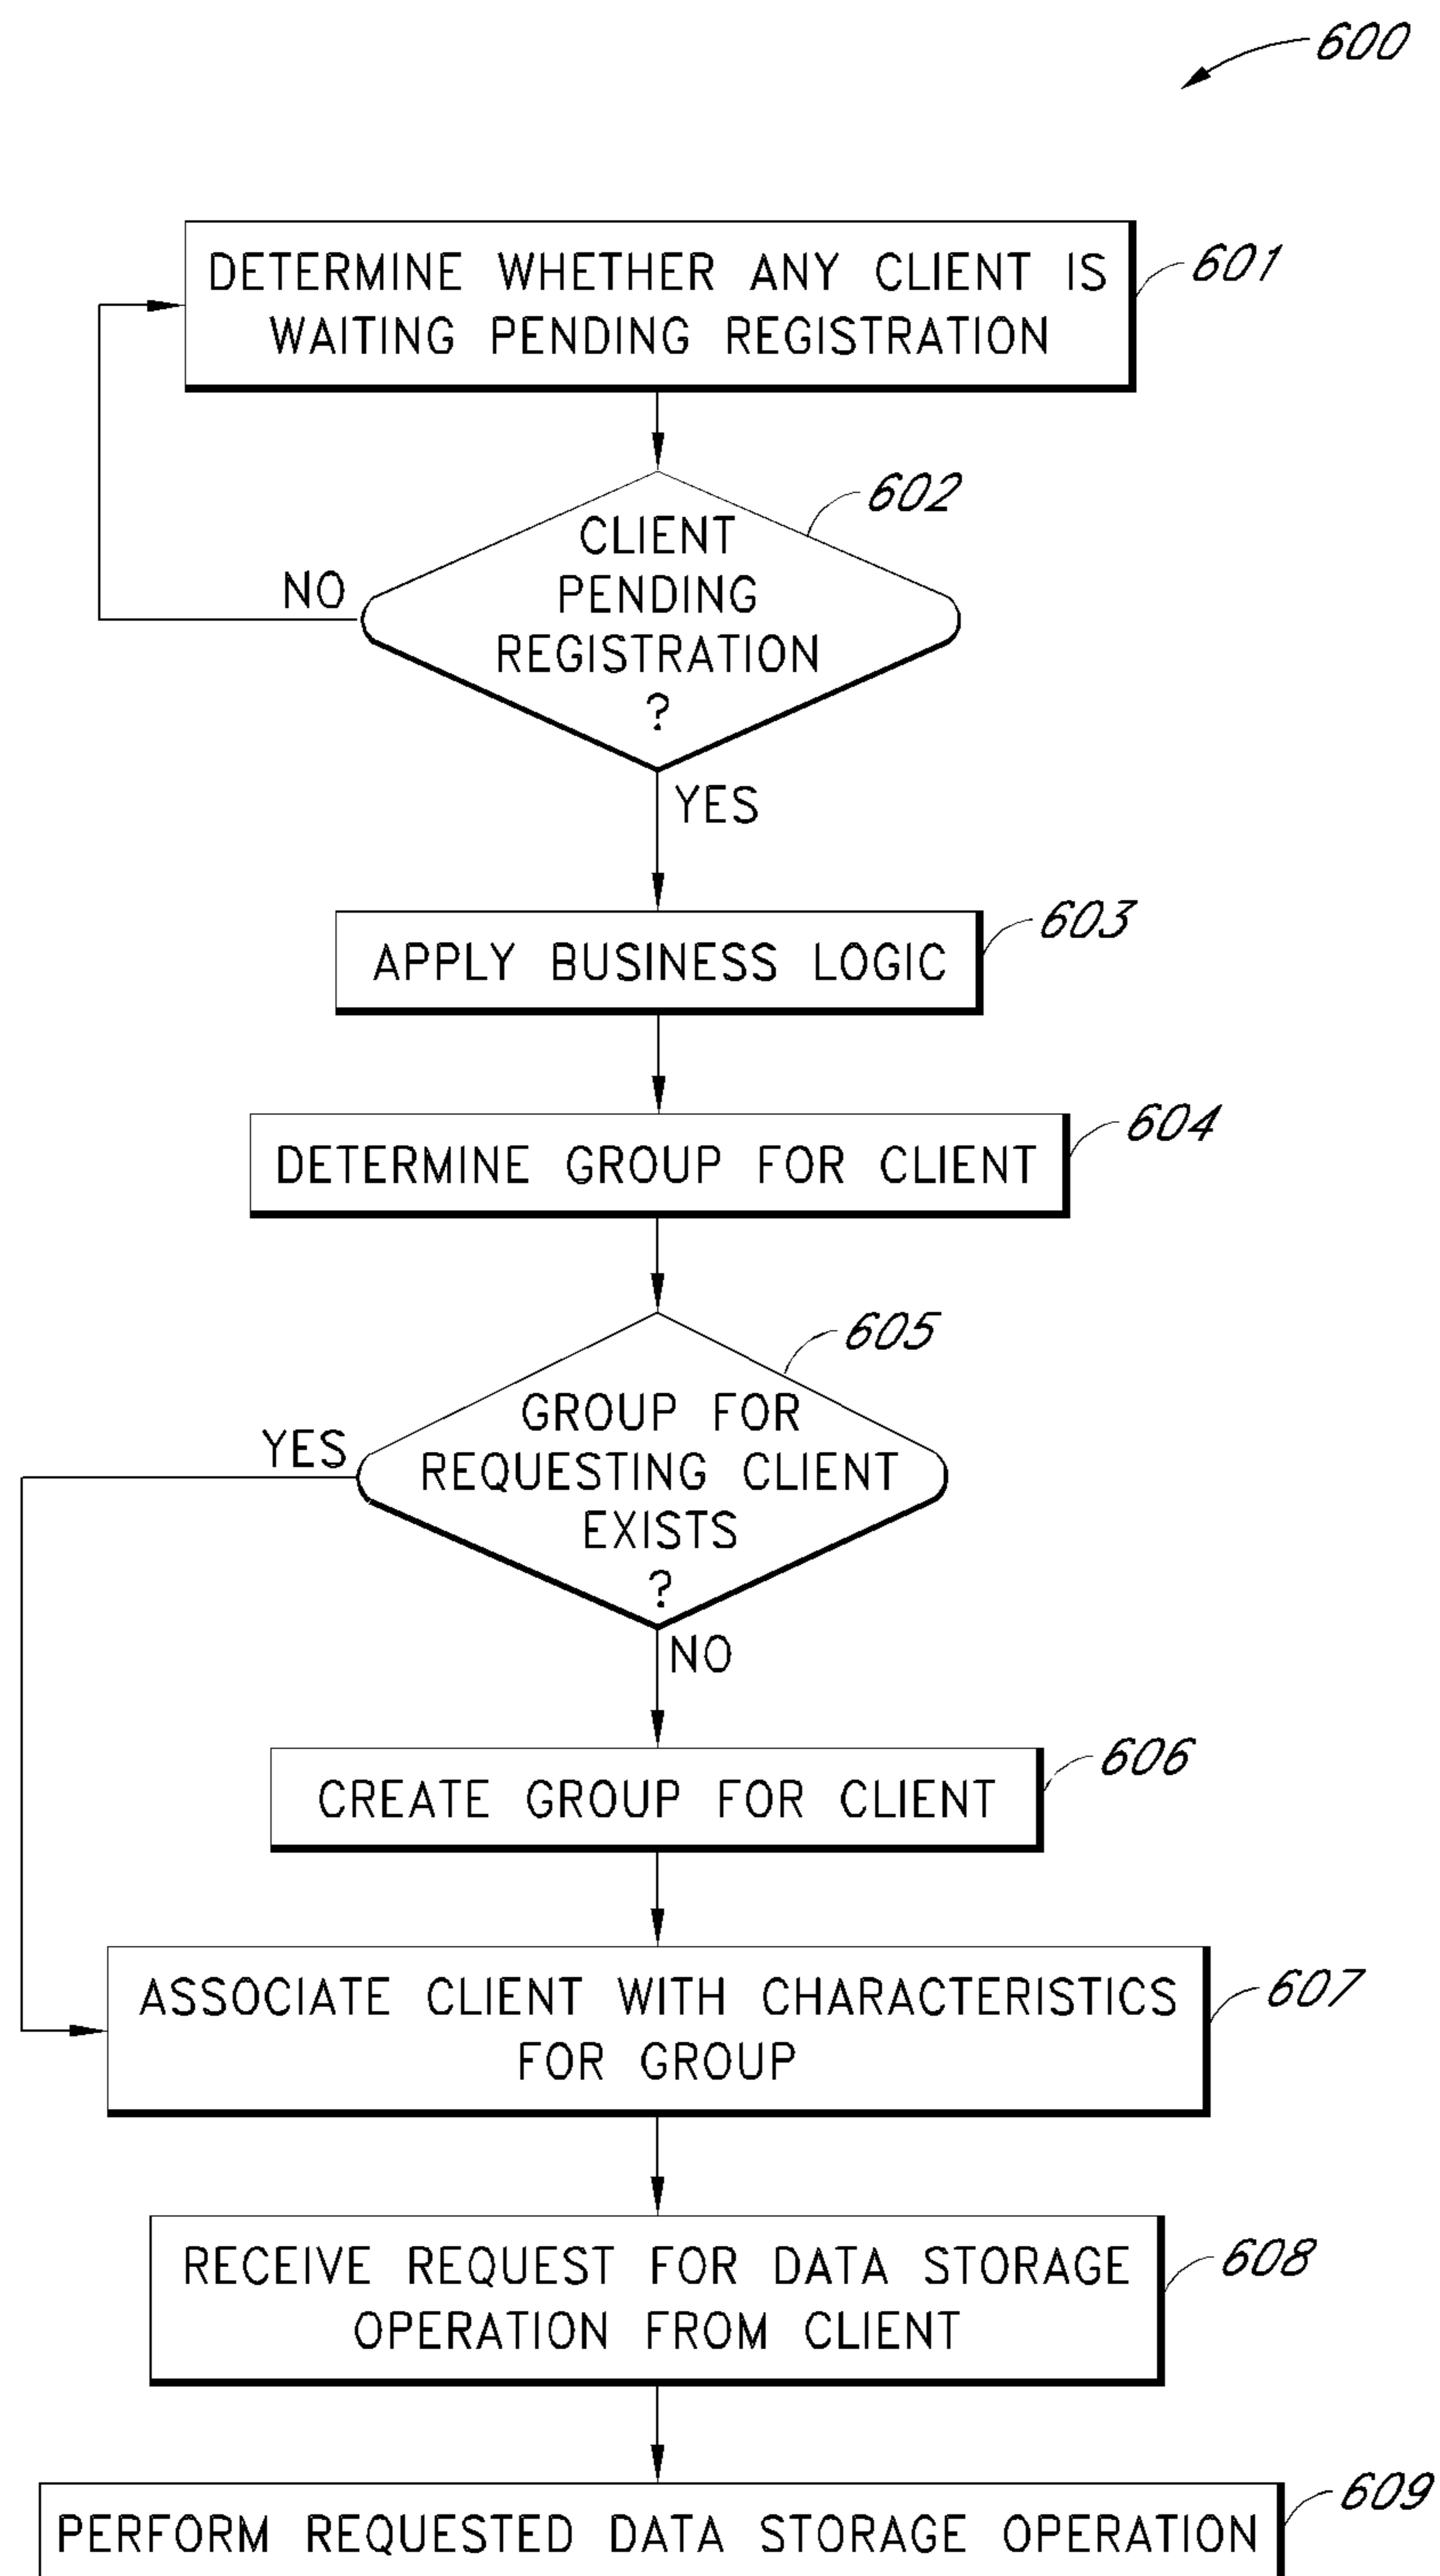 600
DETERMINE WHETHER ANY CLIENT IS
WAITING PENDING REGISTRATION
601
602
CLIENT
PENDING
REGISTRATION
?
NO
YES
603
APPLY BUSINESS LOGIC
604
DETERMINE GROUP FOR CLIENT
605
GROUP FOR
REQUESTING CLIENT
EXISTS
?
YES
NO
606
CREATE GROUP FOR CLIENT
607
ASSOCIATE CLIENT WITH CHARACTERISTICS
FOR GROUP
608
RECEIVE REQUEST FOR DATA STORAGE
OPERATION FROM CLIENT
609
PERFORM REQUESTED DATA STORAGE OPERATION